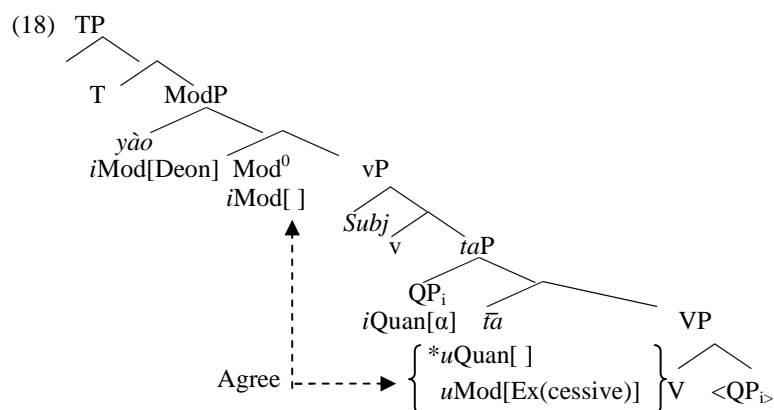 (18) TP
T ModP
yào
iMod[Deon] Mod⁰ vP
iMod[ ]
Subj
v taP
QPᵢ
iQuan[α] tā VP
*uQuan[ ]
Agree uMod[Ex(cessive)] V <QPᵢ>